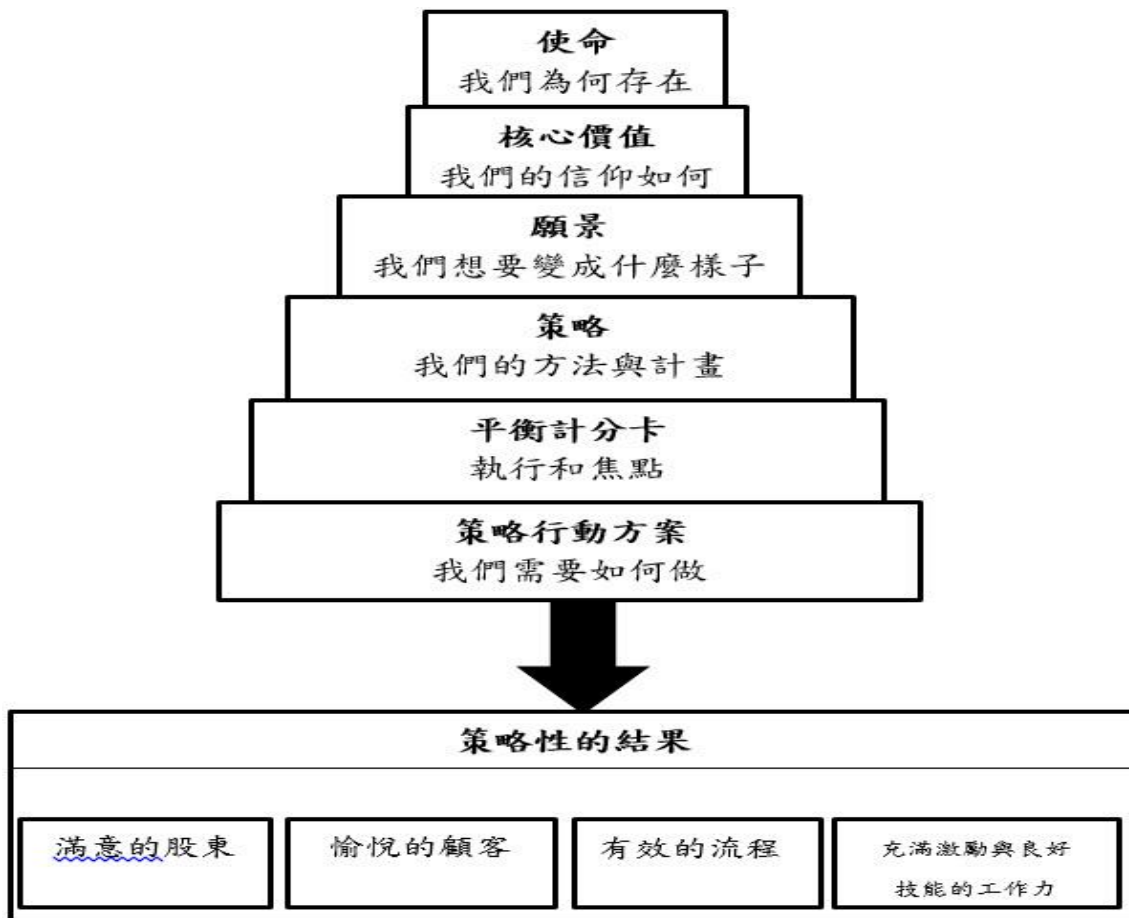 使命
我們為何存在
核心價值
我們的信仰如何
願景
我們想要變成什麼樣子
策略
我們的方法與計畫
平衡計分卡
執行和焦點
策略行動方案
我們需要如何做
策略性的結果
滿意的股東
愉悅的顧客
有效的流程
充滿激勵與良好
技能的工作力